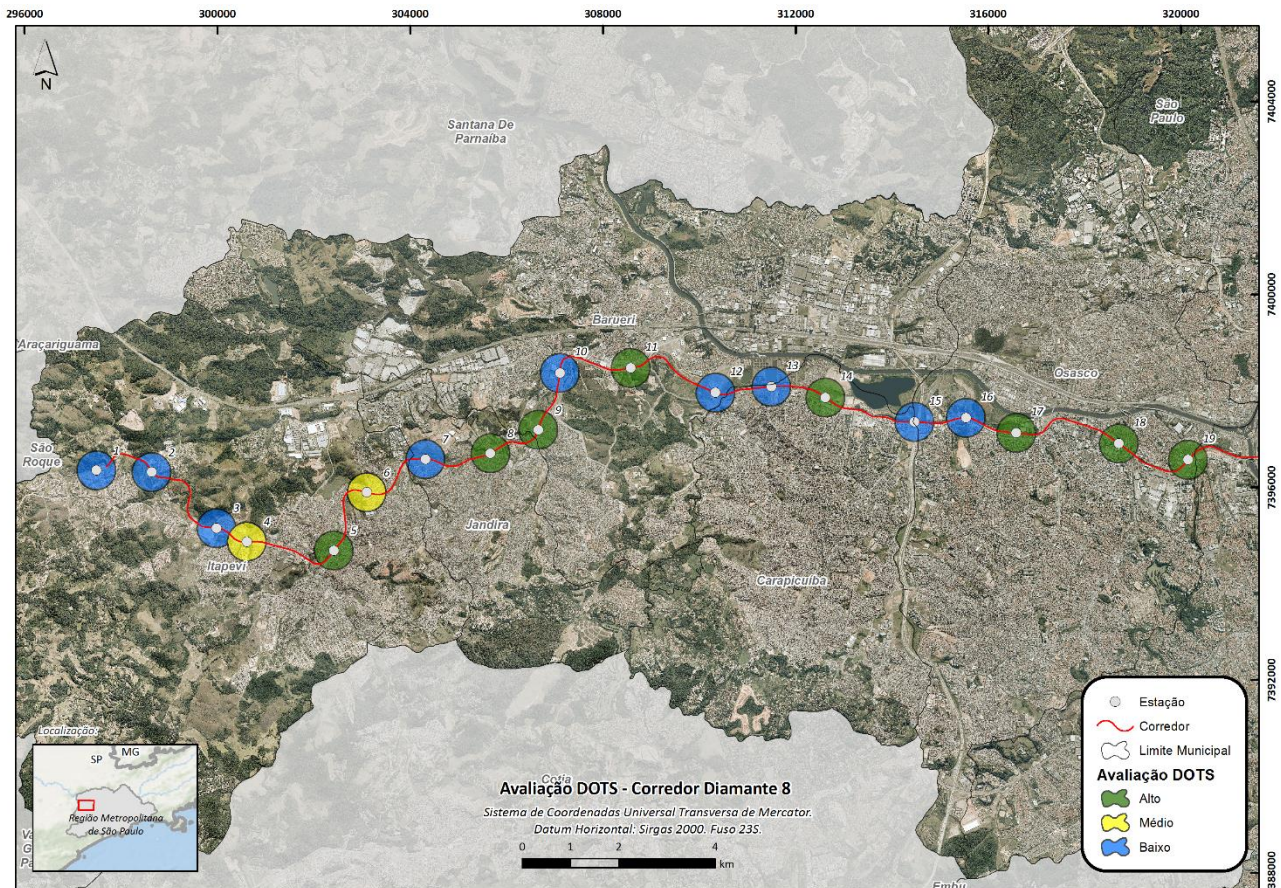 296000 300000 304000 308000 312000 316000 320000
N
7404000
São
Paulo
Santana De
Parnaíba
7400000
Barueri
Araçariguama
Osasco
10
11
12
13
14
15
16
17
18
19
9
8
7
6
São
Roque
1
2
7396000
3
4
5
Jandira
Itapevi
Carapicuíba
7392000
Estação
Corredor
Limite Municipal
Avaliação DOTS
Alto
Médio
Baixo
Localização:
SP
MG
Região Metropolitana
de São Paulo
Cotia
Avaliação DOTS - Corredor Diamante 8
Sistema de Coordenadas Universal Transversa de Mercator.
Datum Horizontal: Sirgas 2000. Fuso 23S.
0 1 2 4
km
Embu